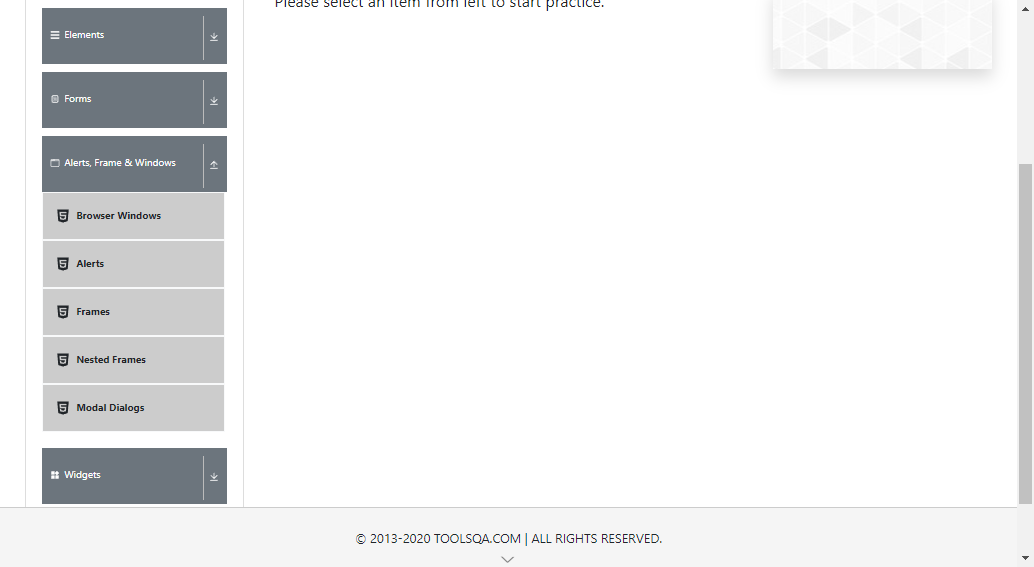 Please select an item from left to start practice.
Elements
Forms
Alerts, Frame & Windows
Browser Windows
Alerts
Frames
Nested Frames
Modal Dialogs
Widgets
© 2013-2020 TOOLSQA.COM | ALL RIGHTS RESERVED.